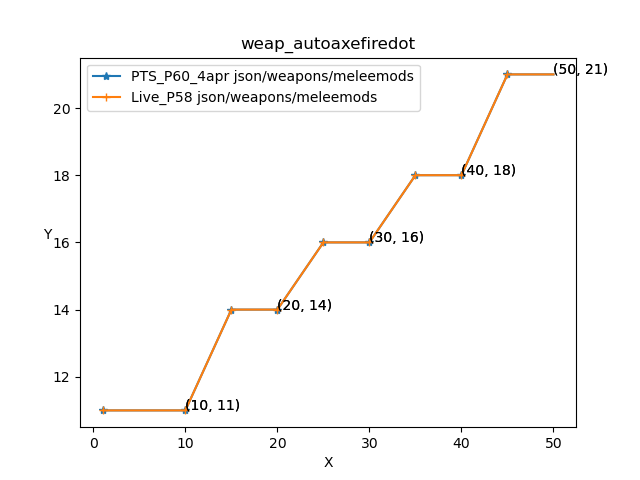 weap_autoaxefiredot
PTS_P60_4apr json/weapons/meleemods
Live_P58 json/weapons/meleemods
(50, 21)
(40, 18)
(30, 16)
(20, 14)
(10, 11)
Y
20
18
16
14
12
0 10 20 30 40 50
X